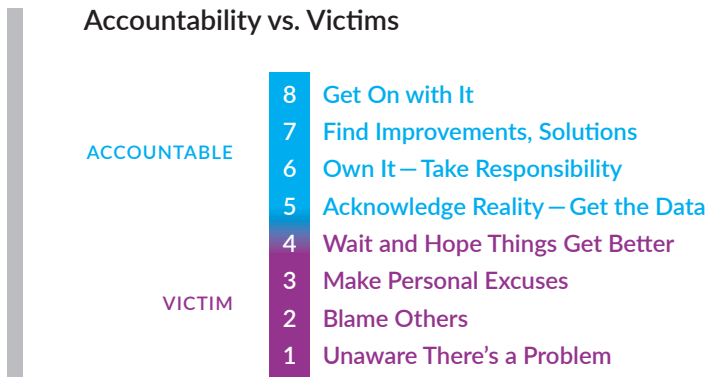 Accountability vs. Victims
8 Get On with It
7 Find Improvements, Solutions
ACCOUNTABLE
6 Own It — Take Responsibility
5 Acknowledge Reality — Get the Data
4 Wait and Hope Things Get Better
3 Make Personal Excuses
VICTIM
2 Blame Others
1 Unaware There's a Problem